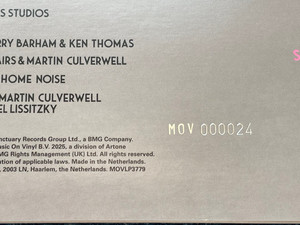 S STUDIOS
RRY BARHAM & KEN THOMAS
AIRS & MARTIN CULVERWELL
HOME NOISE
MARTIN CULVERWELL
EL LISSITZKY
S
MOV 000024
nctuary Records Group Ltd., a BMG Company.
usic On Vinyl B.V. 2025, a division of Artone
MG Rights Management (UK) Ltd. All rights reserved.
ation of applicable laws. Made in the Netherlands.
, 2003 LN, Haarlem, the Netherlands. MOVLP3779